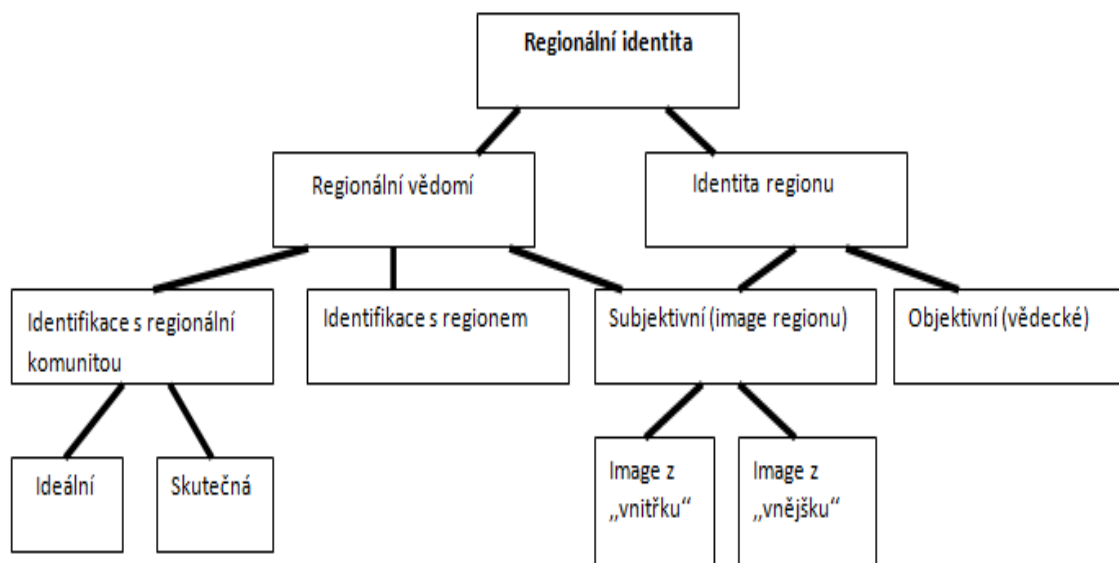 Regionální identita
Regionální vědomí
Identita regionu
Identifikace s regionální
komunitou
Identifikace s regionem
Subjektivní (image regionu)
Objektivní (vědecké)
Ideální
Skutečná
Image z
„vnitřku“
Image z
„vnějšku“